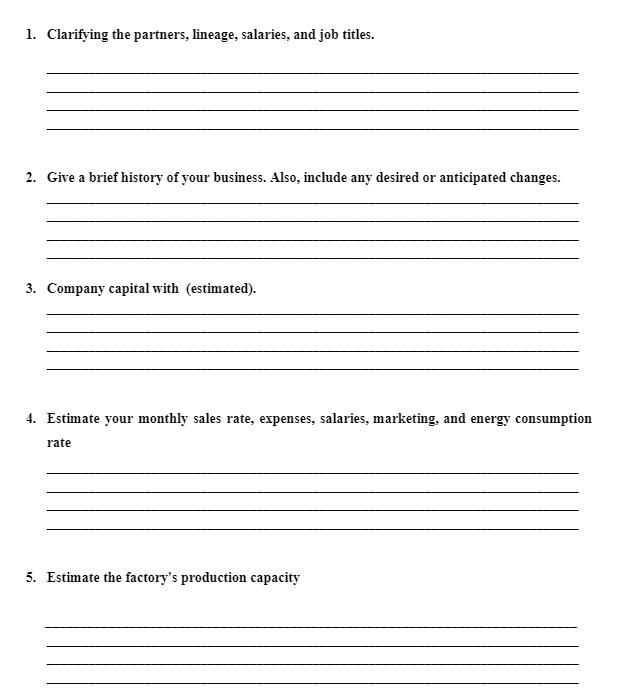 1. Clarifying the partners, lineage, salaries, and job titles.
2. Give a brief history of your business. Also, include any desired or anticipated changes.
3. Company capital with (estimated).
4. Estimate your monthly sales rate, expenses, salaries, marketing, and energy consumption
rate
5. Estimate the factory's production capacity